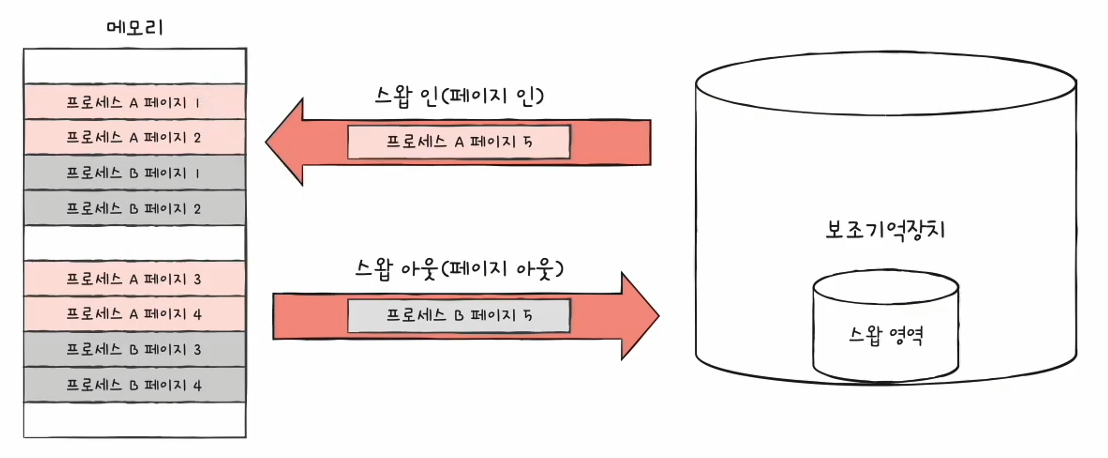 메모리
프로세스 A 페이지 1
프로세스 A 페이지 2
프로세스 B 페이지 1
프로세스 B 페이지 2
프로세스 A 페이지 3
프로세스 A 페이지 4
프로세스 B 페이지 3
프로세스 B 페이지 4
스왑 인(페이지 인)
프로세스 A 페이지 5
스왑 아웃(페이지 아웃)
프로세스 B 페이지 5
보조기억장치
스왑 영역